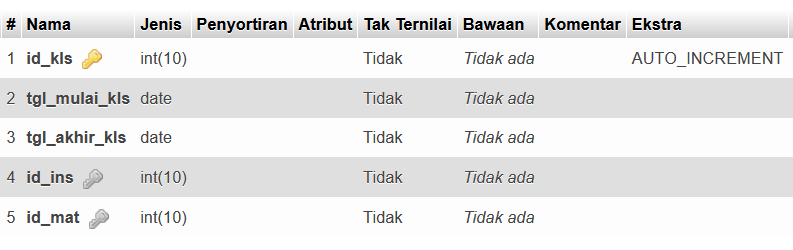 # Nama Jenis Penyortiran Atribut Tak Ternilai Bawaan Komentar Ekstra
1 id_kls int(10) Tidak Tidak ada AUTO_INCREMENT
2 tgl_mulai_kls date Tidak Tidak ada
3 tgl_akhir_kls date Tidak Tidak ada
4 id_ins int(10) Tidak Tidak ada
5 id_mat int(10) Tidak Tidak ada